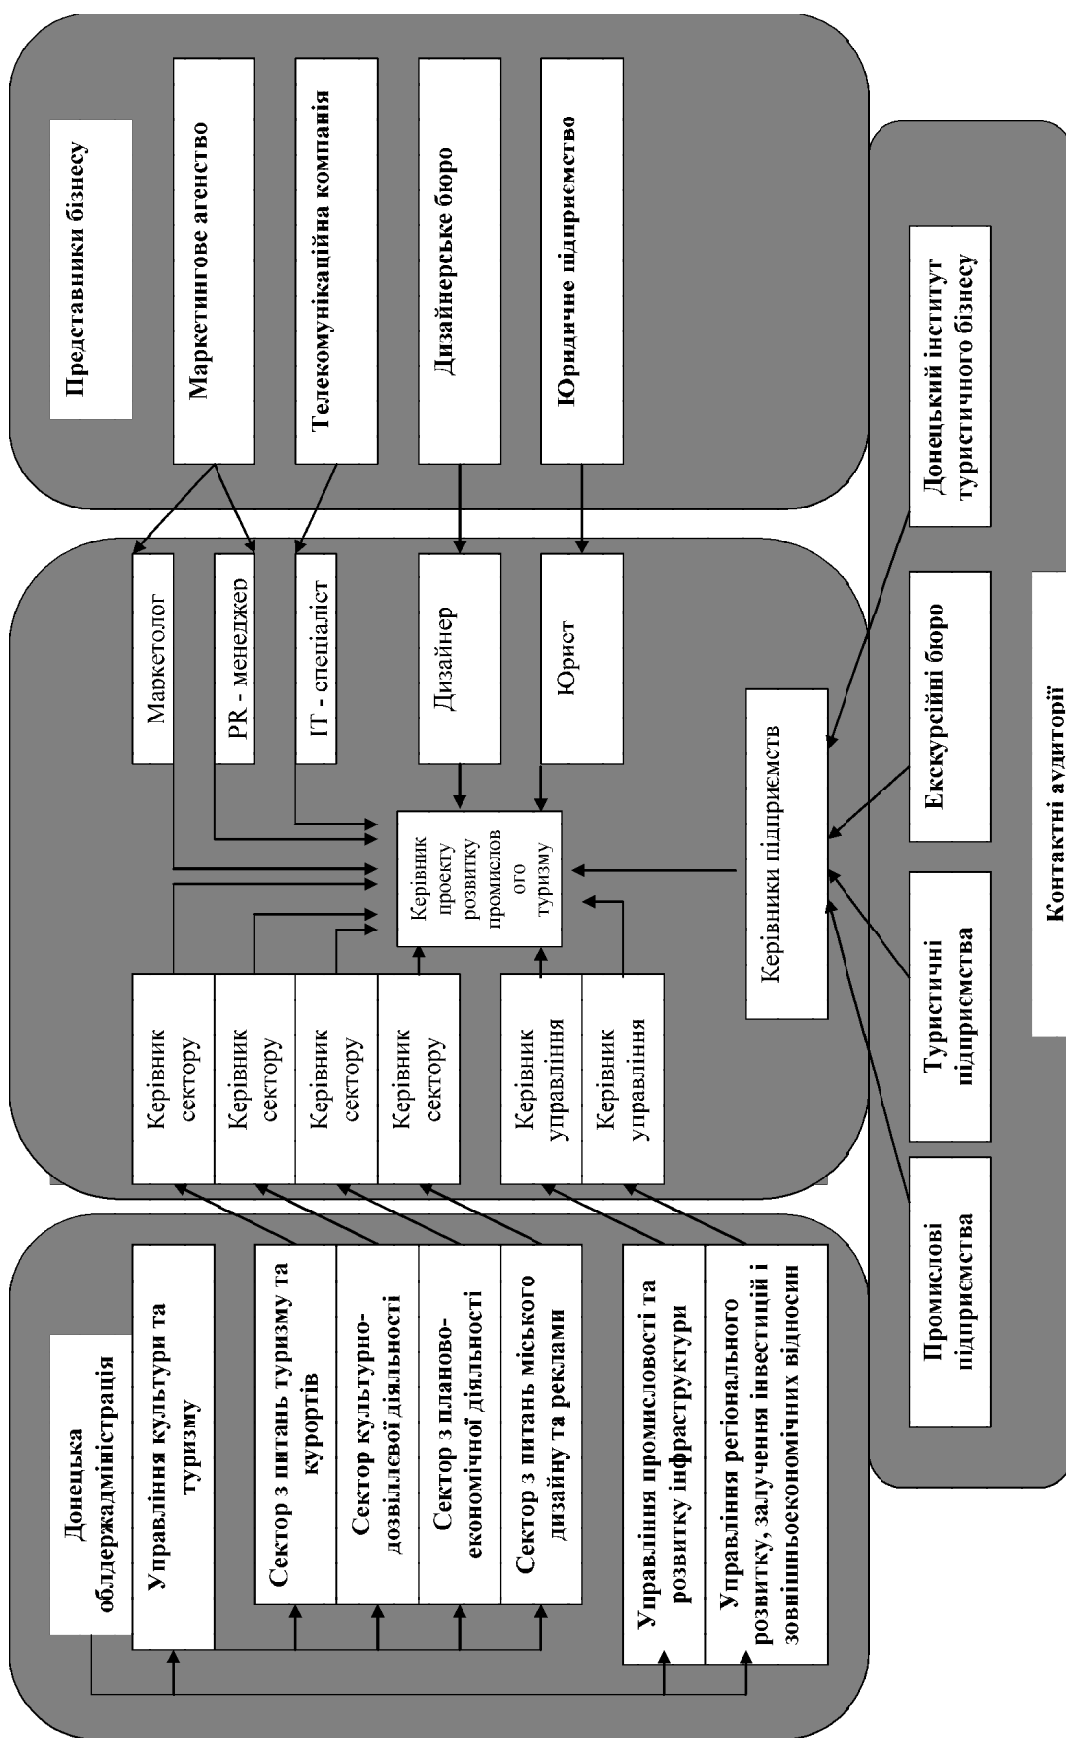 Донецька
облдержадміністрація
Управління культури та
туризму
Сектор з питань туризму та
курортів
Сектор культурно-
дозвіллєвої діяльності
Сектор з планово-
економічної діяльності
Сектор з питань міського
дизайну та реклами
Управління промисловості та
розвитку інфраструктури
Управління регіонального
розвитку, залучення інвестицій і
зовнішньоекономічних відносин
Керівник
сектору
Керівник
сектору
Керівник
сектору
Керівник
сектору
Керівник
управління
Керівник
управління
Керівник
проекту
розвитку
промислов
ого
туризму
Маркетолог
PR - менеджер
IT - спеціаліст
Дизайнер
Юрист
Керівники підприємств
Представники бізнесу
Маркетингове агенство
Телекомунікаційна компанія
Дизайнерське бюро
Юридичне підприємство
Промислові
підприємства
Туристичні
підприємства
Екскурсійні бюро
Донецький інститут
туристичного бізнесу
Контактні аудиторії